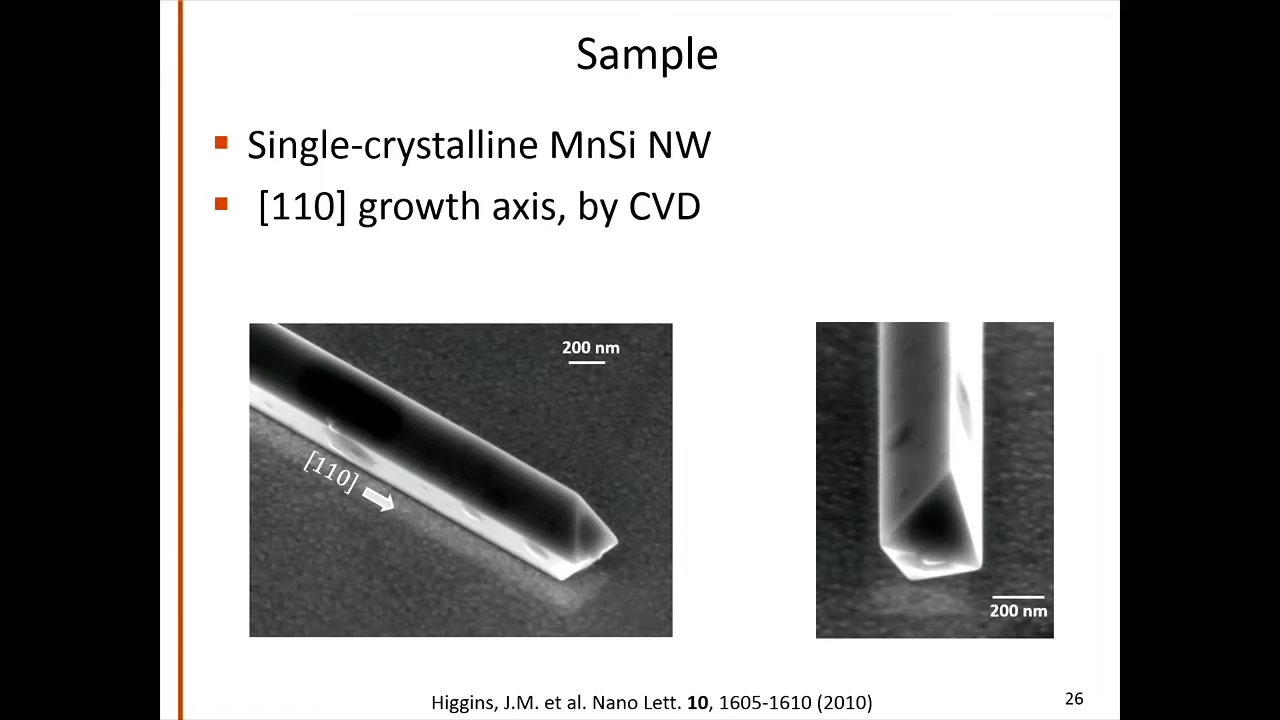 Sample
Single-crystalline MnSi NW
[110] growth axis, by CVD
200 nm
[110]
200 nm
Higgins, J.M. et al. Nano Lett. 10, 1605-1610 (2010)
26